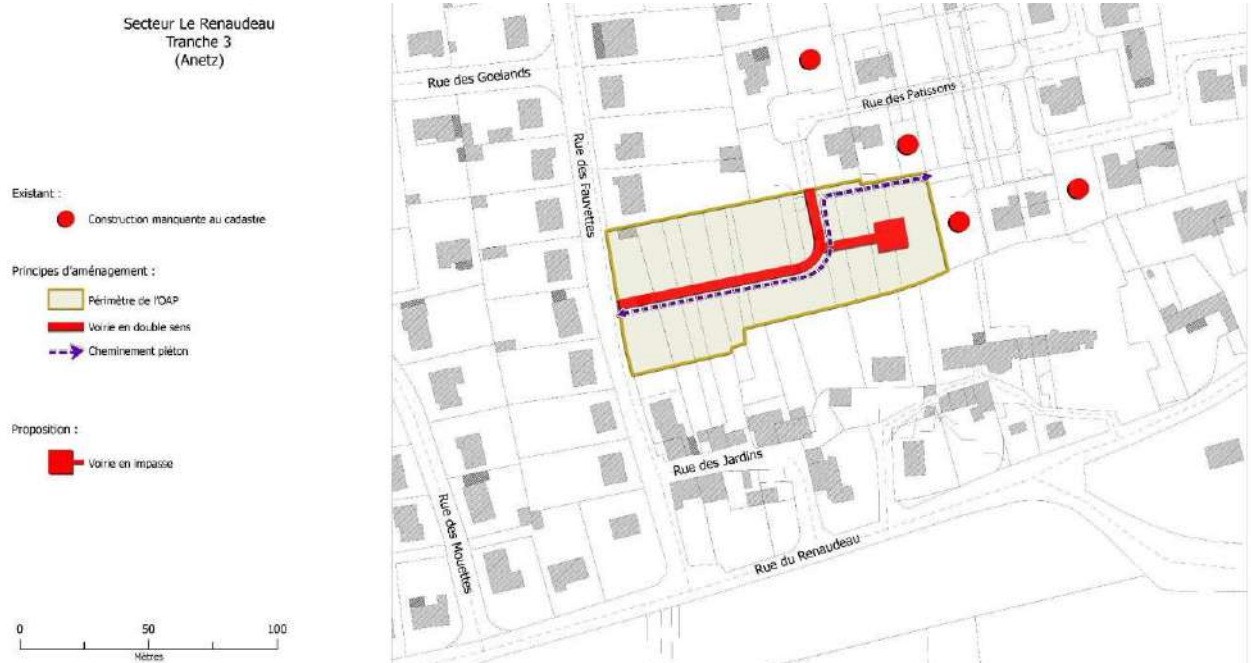 Secteur Le Renaudeau
Tranche 3
(Anetz)
Existant :
Construction manquante au cadastre
Principes d'aménagement :
Périmètre de l'OAP
Voirie en double sens
Cheminement piéton
Proposition :
Voirie en impasse
0 50 100
Mètres
Rue des Goelands
Rue des Patissons
Rue des Fauvettes
Rue des Jardins
Rue des Mouettes
Rue du Renaudeau